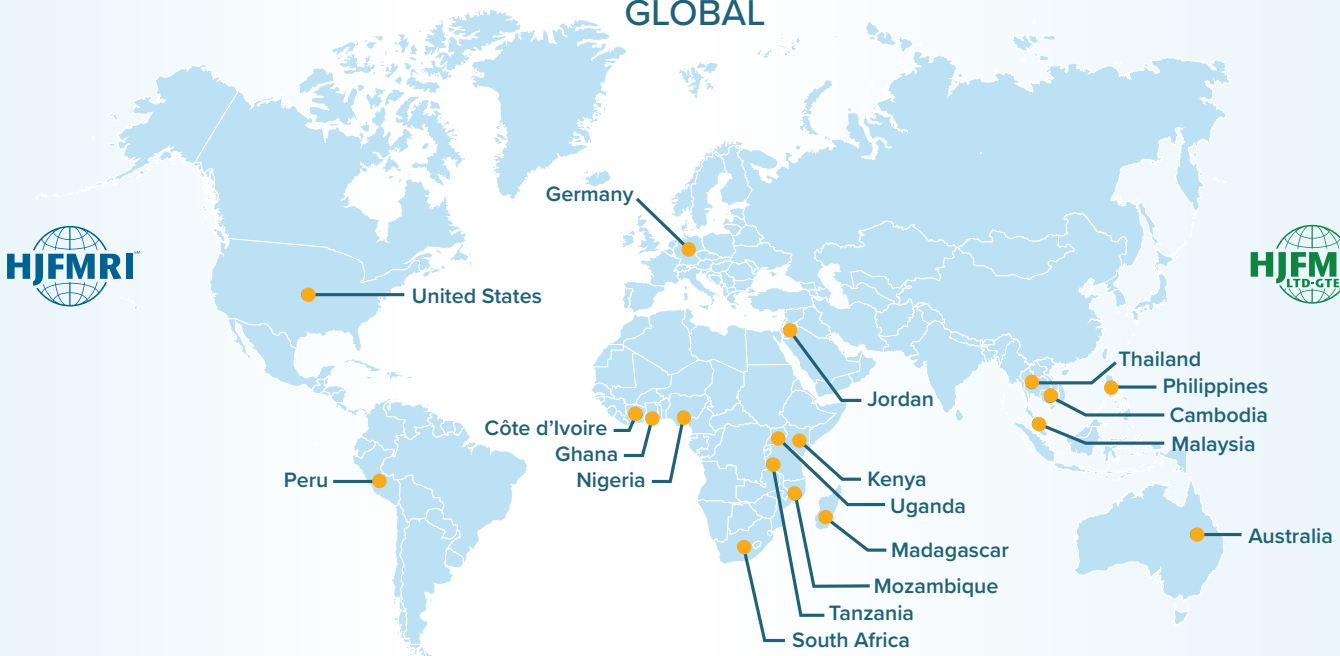 GLOBAL
Germany
HJFMRI
United States
Thailand
Philippines
Jordan
Cambodia
Côte d’Ivoire
Malaysia
Ghana
Nigeria
Peru
Kenya
Uganda
Australia
Madagascar
Mozambique
Tanzania
South Africa
LTD-GTE